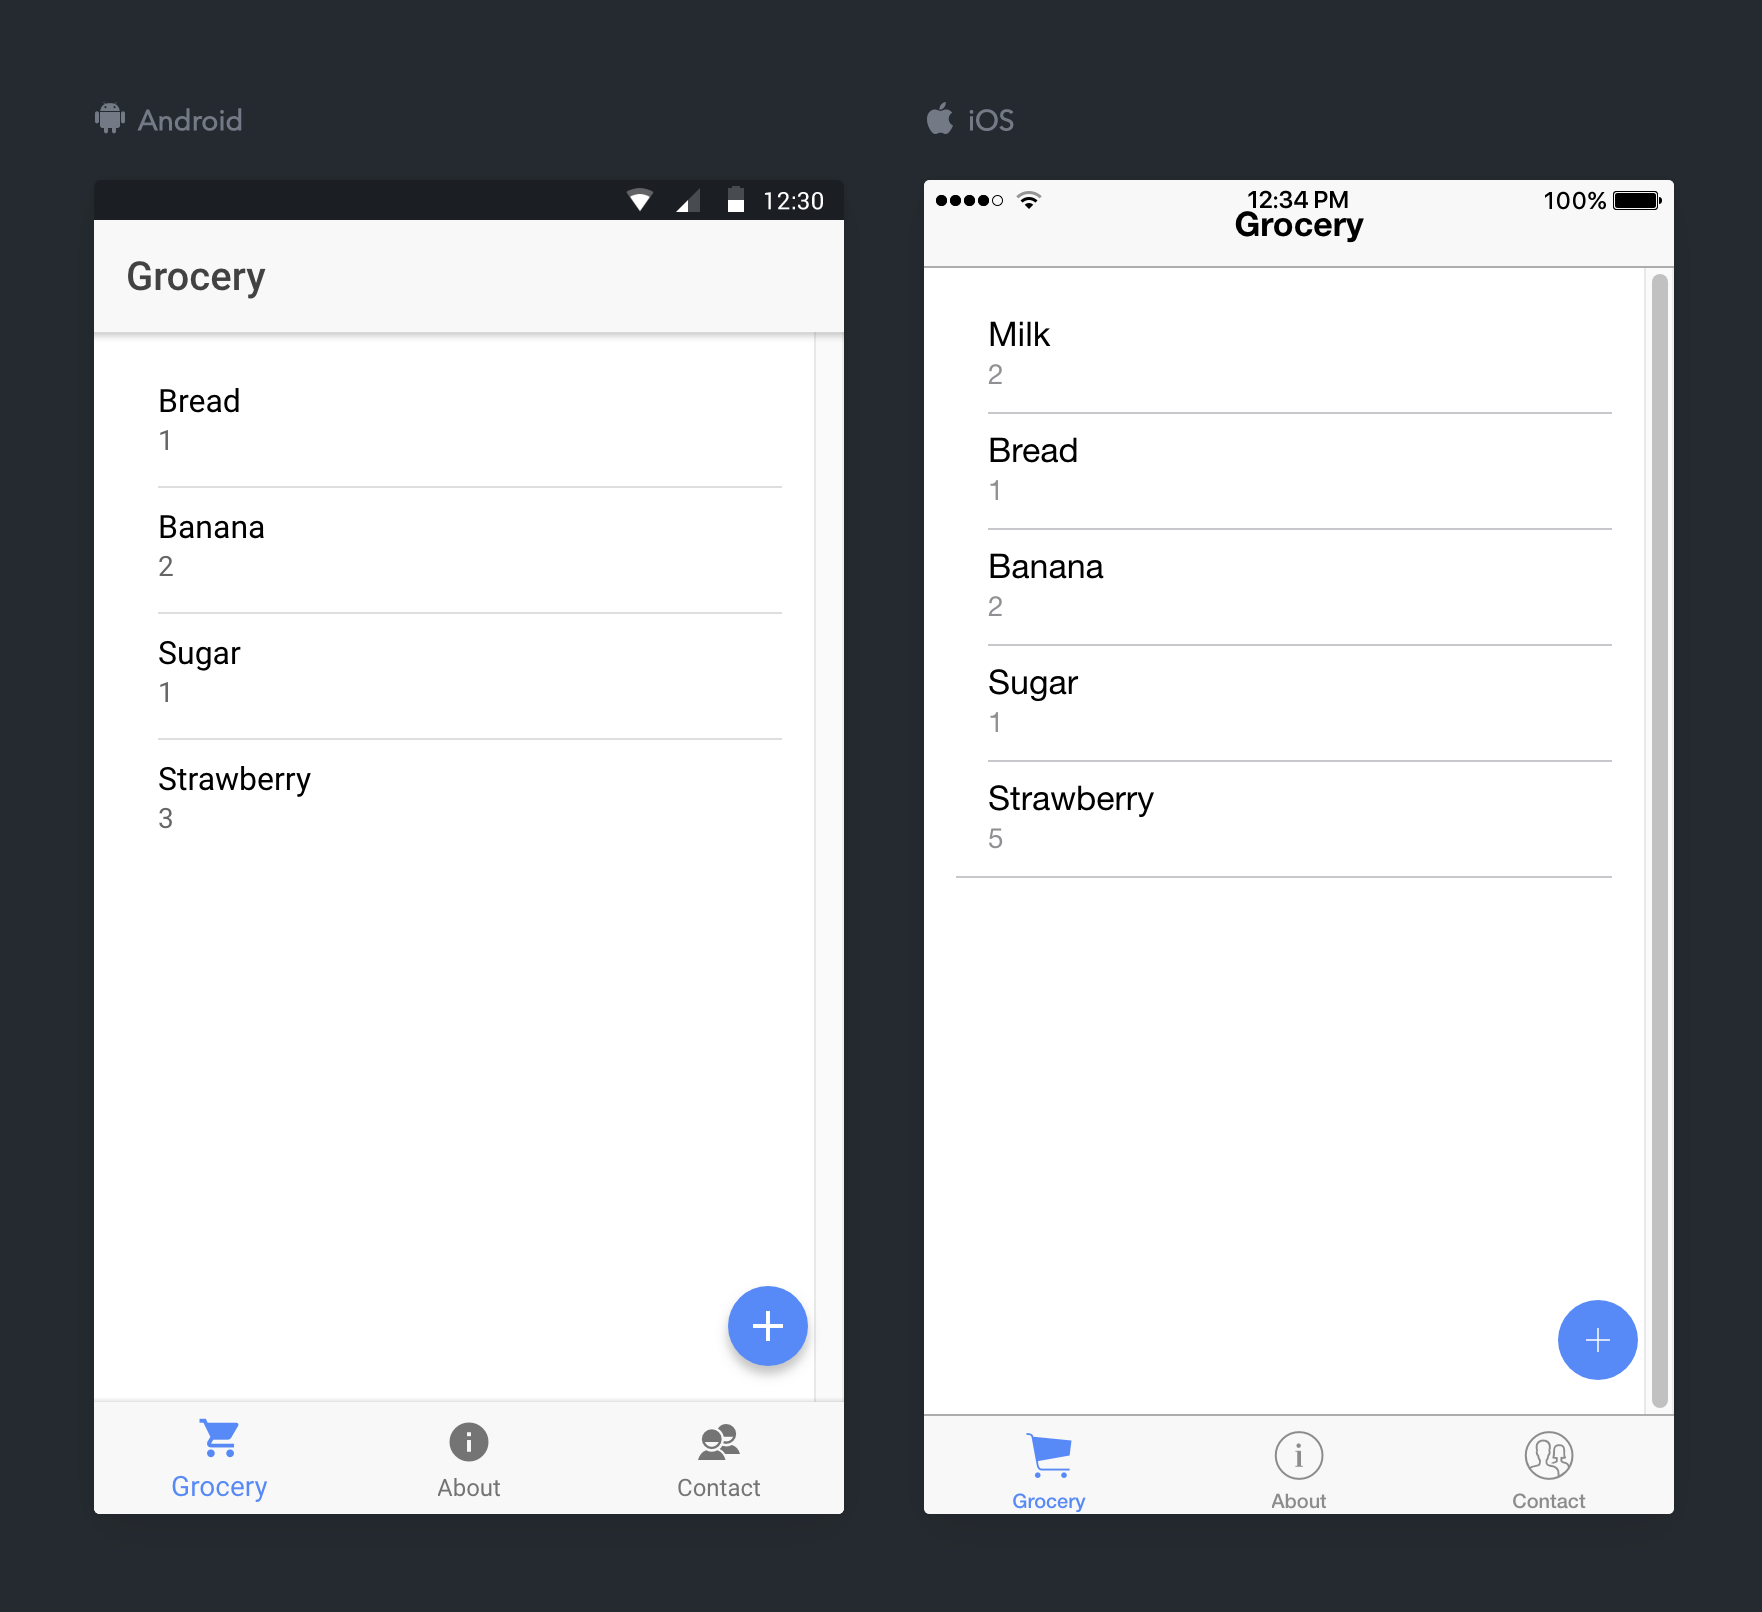 Android
12:30
Grocery
Bread
1
Banana
2
Sugar
1
Strawberry
3
Grocery
About
Contact
iOS
12:34 PM
100%
Grocery
Milk
2
Bread
1
Banana
2
Sugar
1
Strawberry
5
Grocery
About
Contact